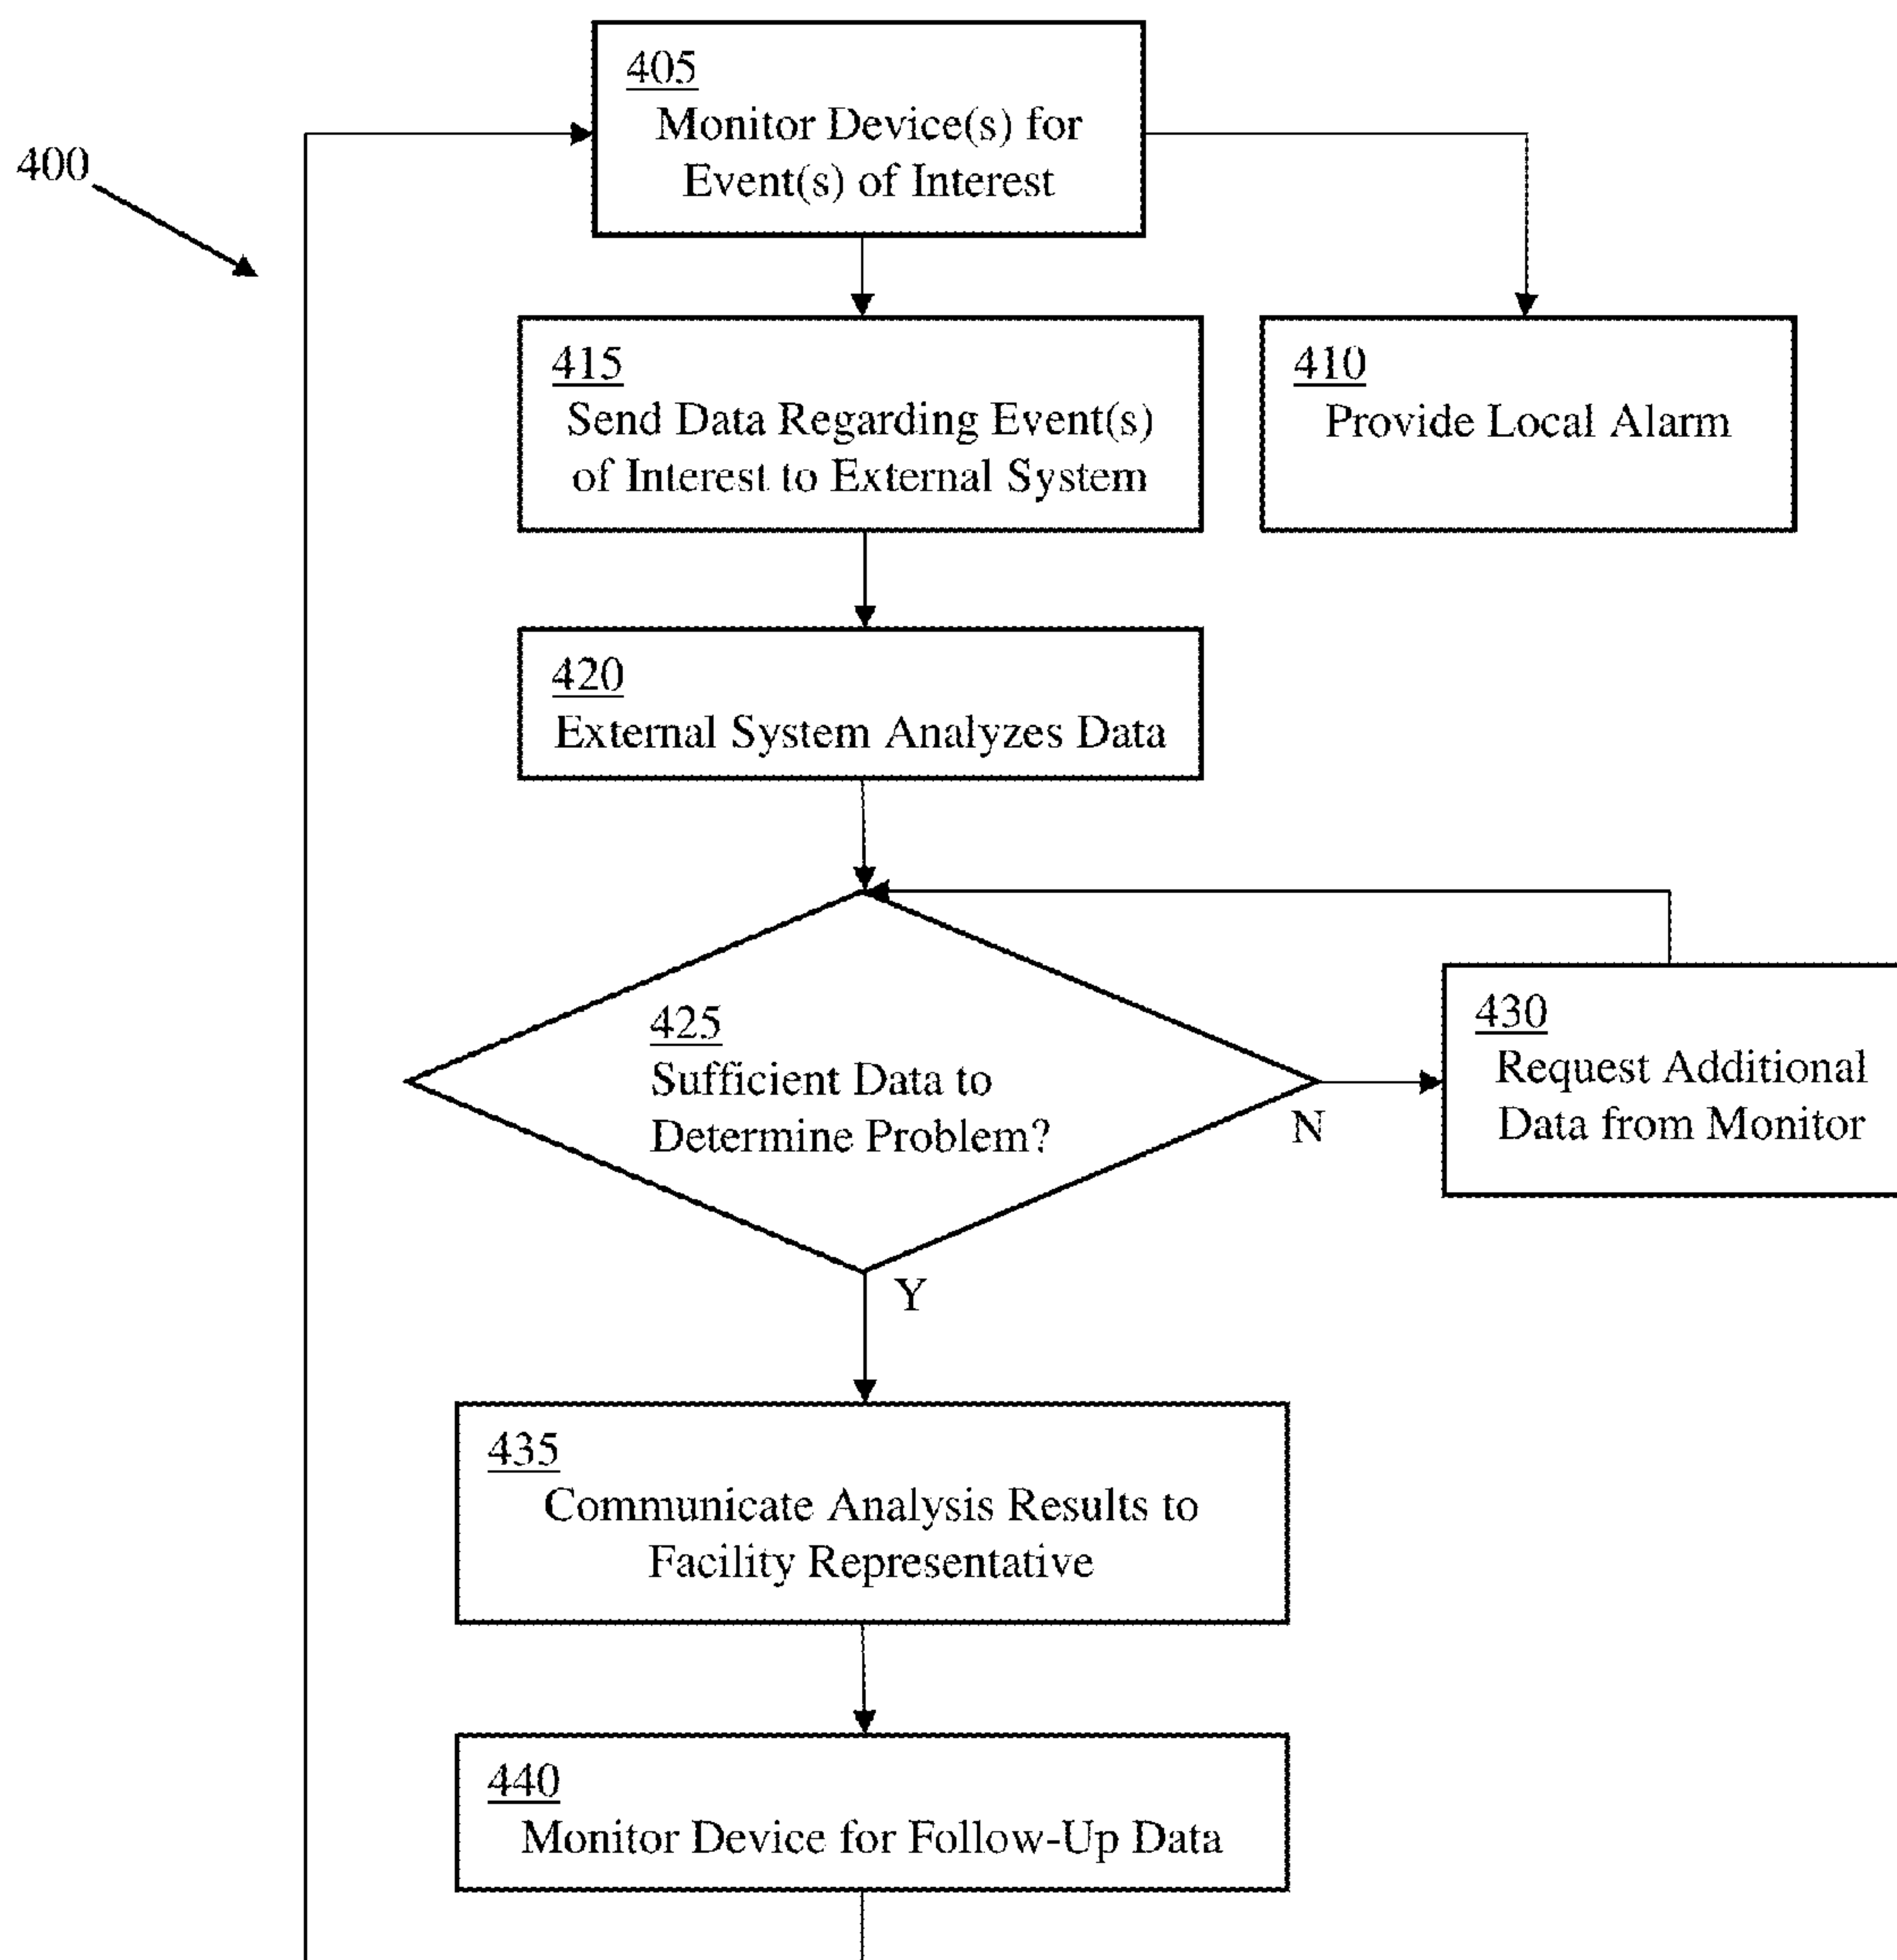 400
405
Monitor Device(s) for
Event(s) of Interest
415
Send Data Regarding Event(s)
of Interest to External System
410
Provide Local Alarm
420
External System Analyzes Data
425
Sufficient Data to
Determine Problem?
N
430
Request Additional
Data from Monitor
Y
435
Communicate Analysis Results to
Facility Representative
440
Monitor Device for Follow-Up Data